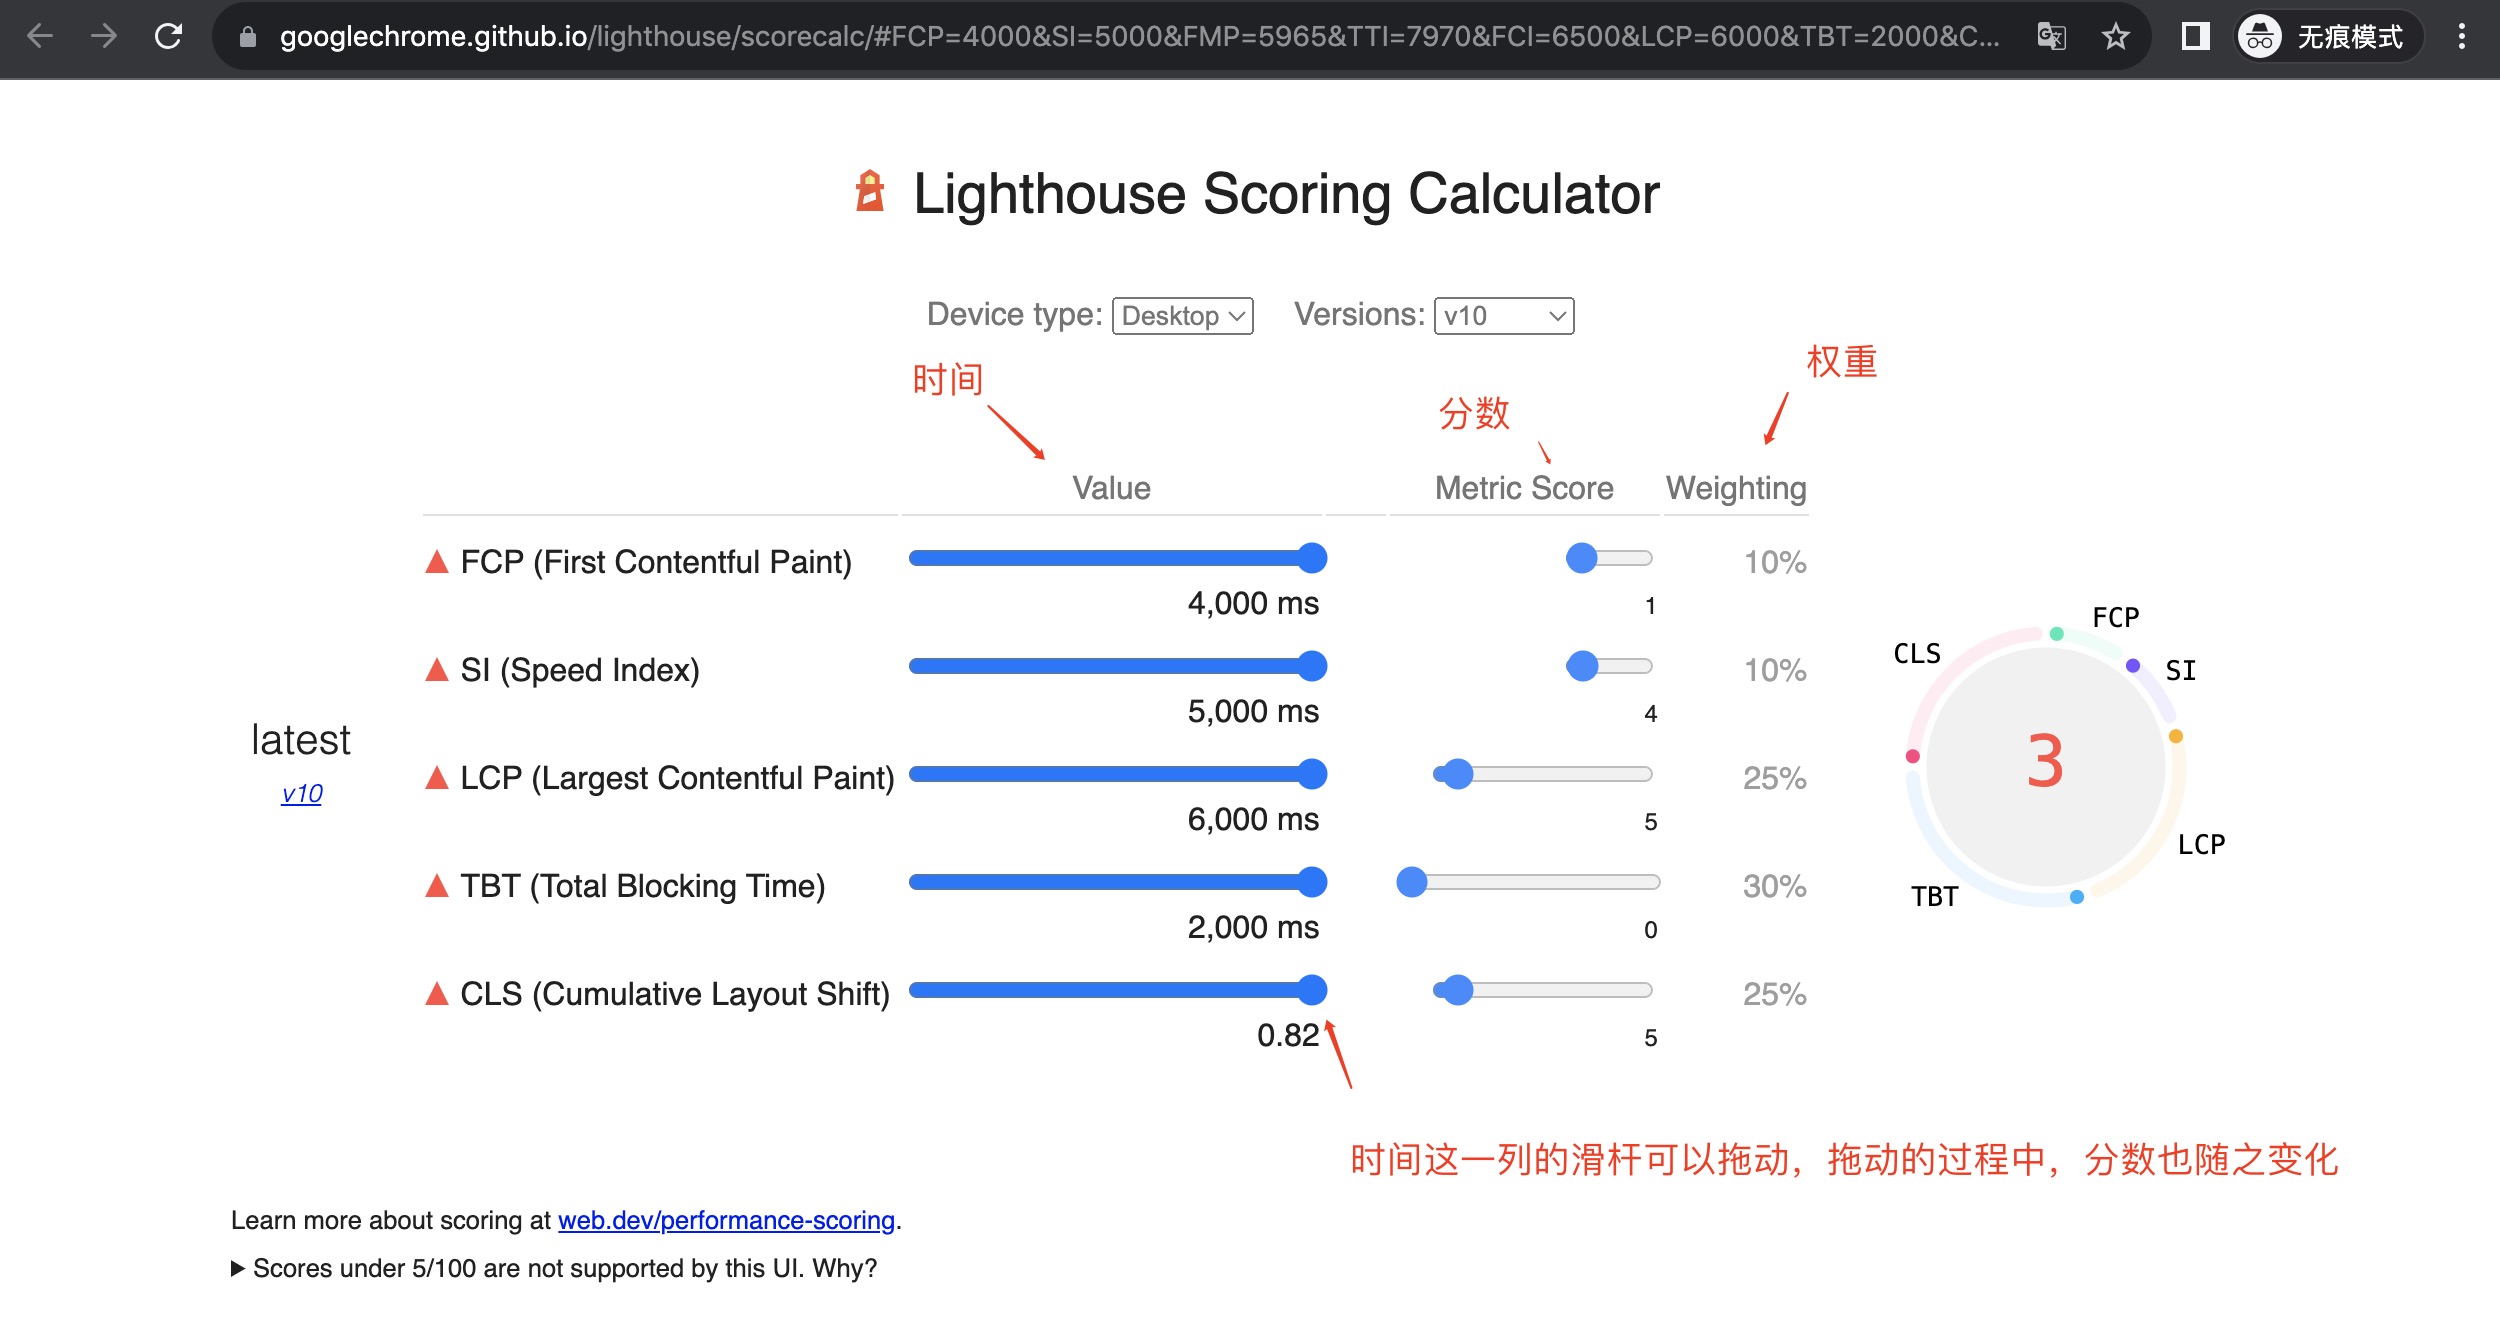 googlechrome.github.io/lighthouse/scorecalc/#FCP=4000&SI=5000&FMP=5965&TTI=7970&FCI=6500&LCP=6000&TBT=2000&C...
无痕模式
Lighthouse Scoring Calculator
Device type: Desktop Versions: v10
时间
分数
权重
Value Metric Score Weighting
FCP (First Contentful Paint) 10%
4,000 ms 1
SI (Speed Index) 10%
5,000 ms 4
LCP (Largest Contentful Paint) 25%
6,000 ms 5
TBT (Total Blocking Time) 30%
2,000 ms 0
CLS (Cumulative Layout Shift) 25%
0.82 5
latest
v10
FCP
SI
LCP
TBT
CLS
3
时间这一列的滑杆可以拖动，拖动的过程中，分数也随之变化
Learn more about scoring at web.dev/performance-scoring.
Scores under 5/100 are not supported by this UI. Why?